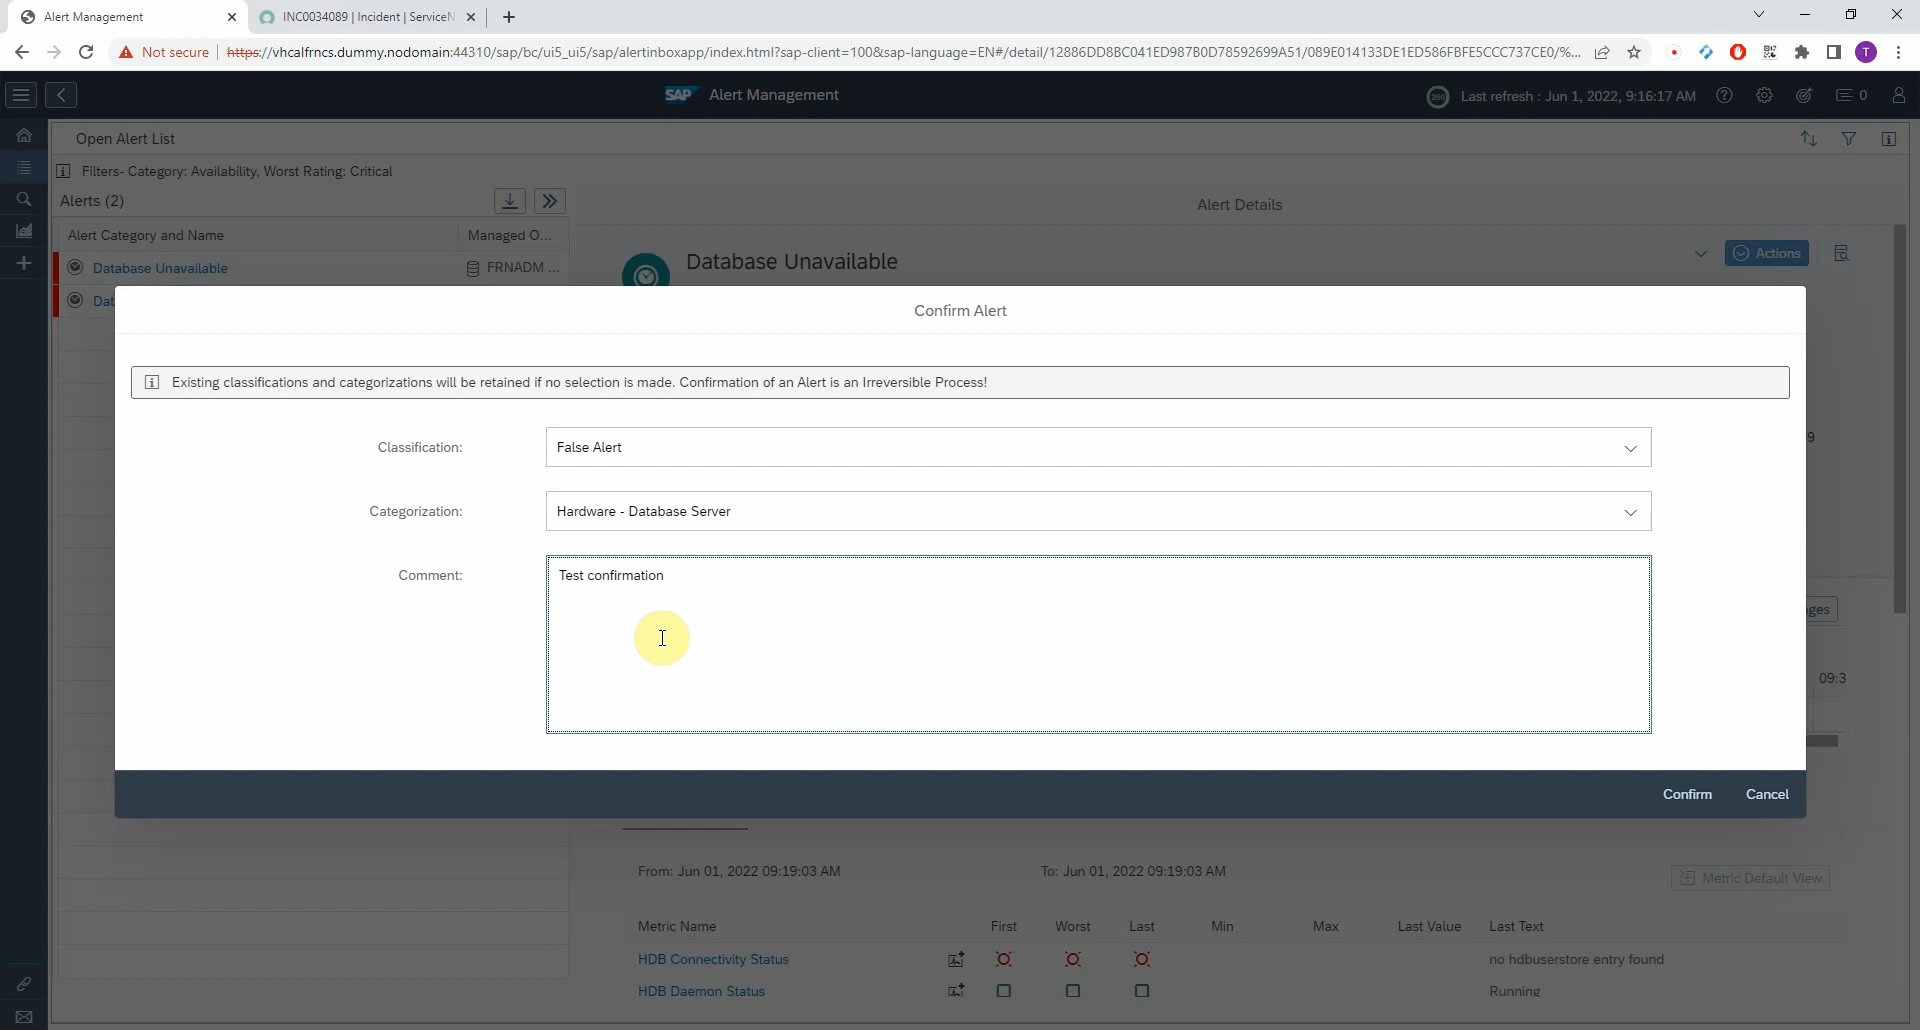 Alert Management
INC0034089 | Incident | ServiceN
Not secure
https://vhcalfrncs.dummy.nodomain:44310/sap/bc/ui5_ui5/sap/alertinboxapp/index.html?sap-client=100&sap-language=EN#/detail/12886DD8BC041ED987B0D78592699A51/089E014133DE1ED586FBFE5CCC737CE0/%...
T
SAP Alert Management
Last refresh : Jun 1, 2022, 9:16:17 AM
0
Open Alert List
Filters- Category: Availability, Worst Rating: Critical
Alerts (2)
Alert Details
Alert Category and Name
Managed O...
Database Unavailable
FRNADM ...
Dat
Database Unavailable
Actions
Confirm Alert
Existing classifications and categorizations will be retained if no selection is made. Confirmation of an Alert is an Irreversible Process!
Classification:
False Alert
9
Categorization:
Hardware - Database Server
Comment:
Test confirmation
ges
09:3
Confirm
Cancel
From: Jun 01, 2022 09:19:03 AM
To: Jun 01, 2022 09:19:03 AM
Metric Default View
Metric Name
First
Worst
Last
Min
Max
Last Value
Last Text
HDB Connectivity Status
no hdbuserstore entry found
HDB Daemon Status
Running